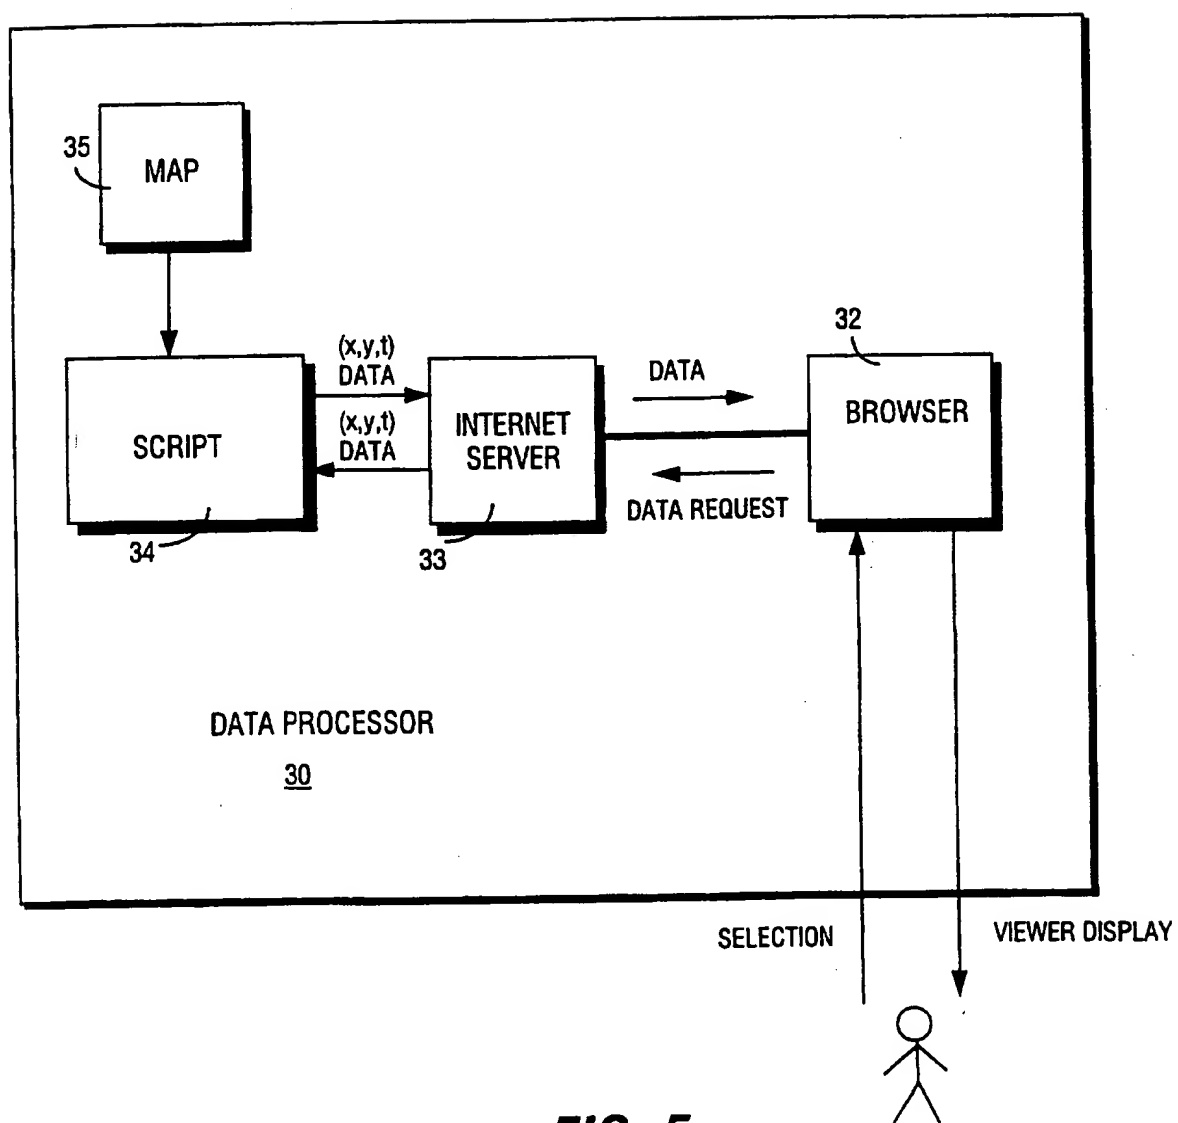 35
MAP
32
(x,y,t)
DATA
DATA
BROWSER
(x,y,t)
DATA
INTERNET
SERVER
SCRIPT
DATA REQUEST
34
33
DATA PROCESSOR
30
SELECTION
VIEWER DISPLAY